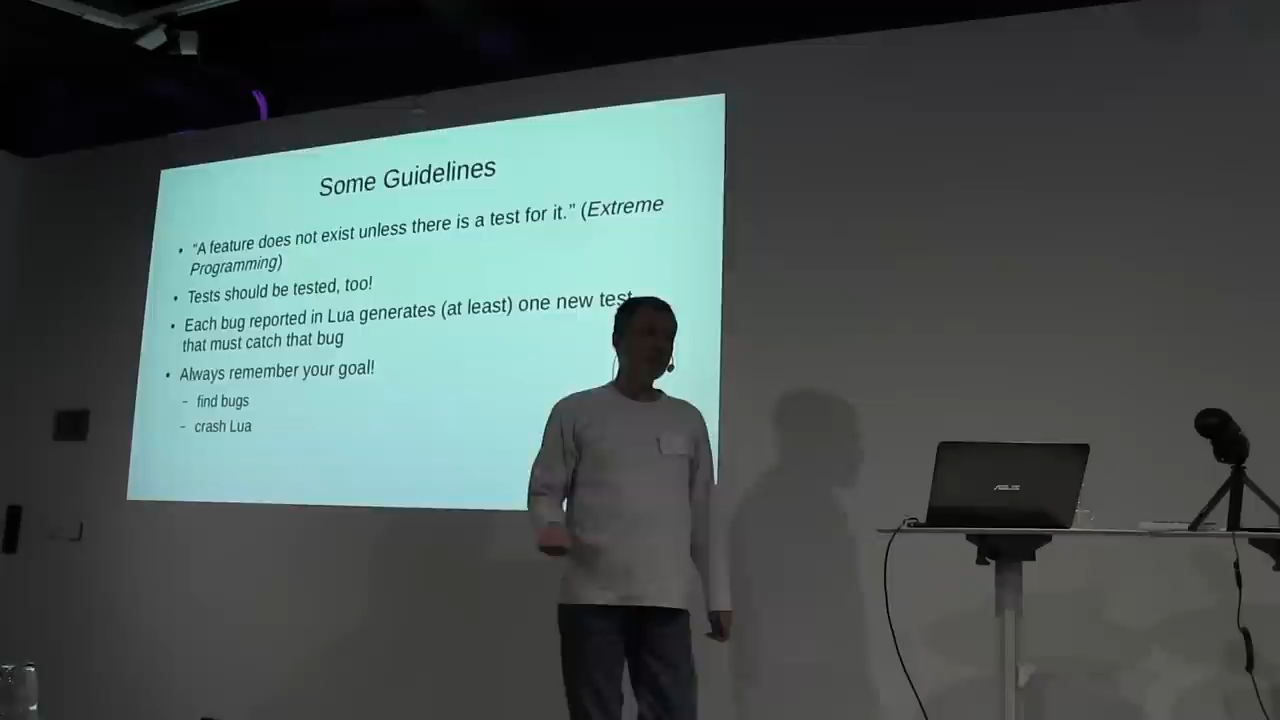 Some Guidelines
• “A feature does not exist unless there is a test for it.” (Extreme
Programming)
• Tests should be tested, too!
• Each bug reported in Lua generates (at least) one new test
that must catch that bug
• Always remember your goal!
– find bugs
– crash Lua
ASUS